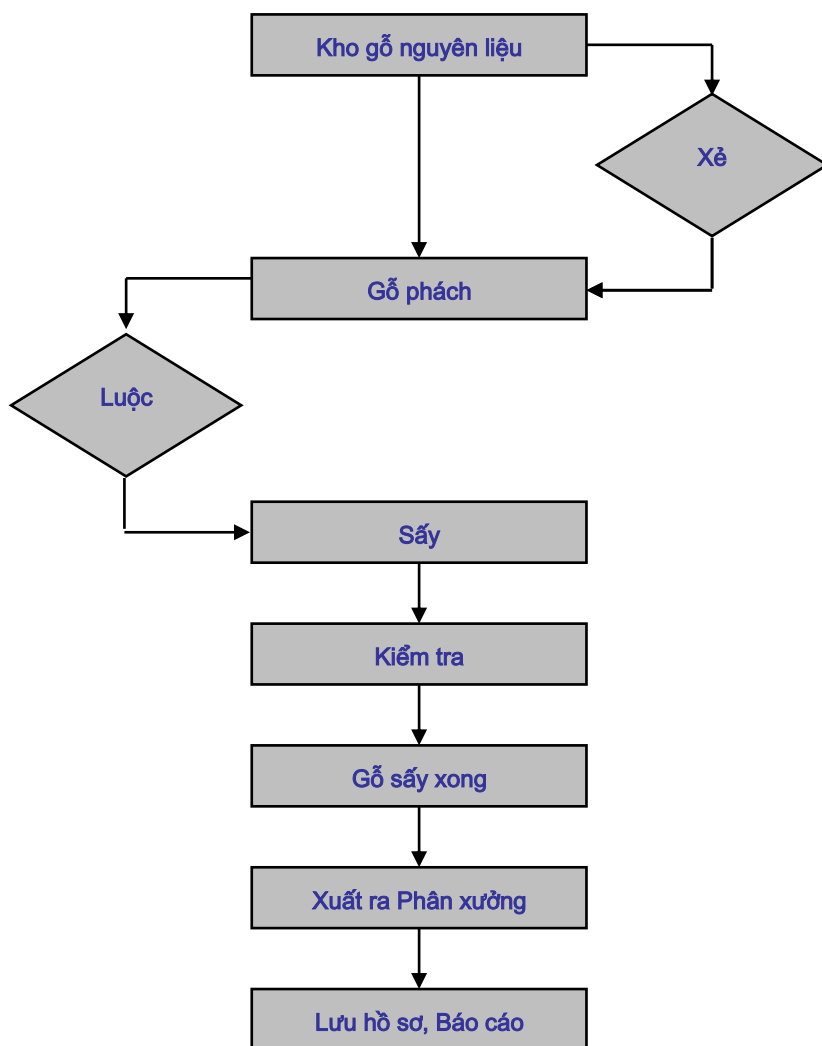 Kho gỗ nguyên liệu
Xẻ
Gỗ phách
Luộc
Sấy
Kiểm tra
Gỗ sấy xong
Xuất ra Phân xưởng
Lưu hồ sơ, Báo cáo